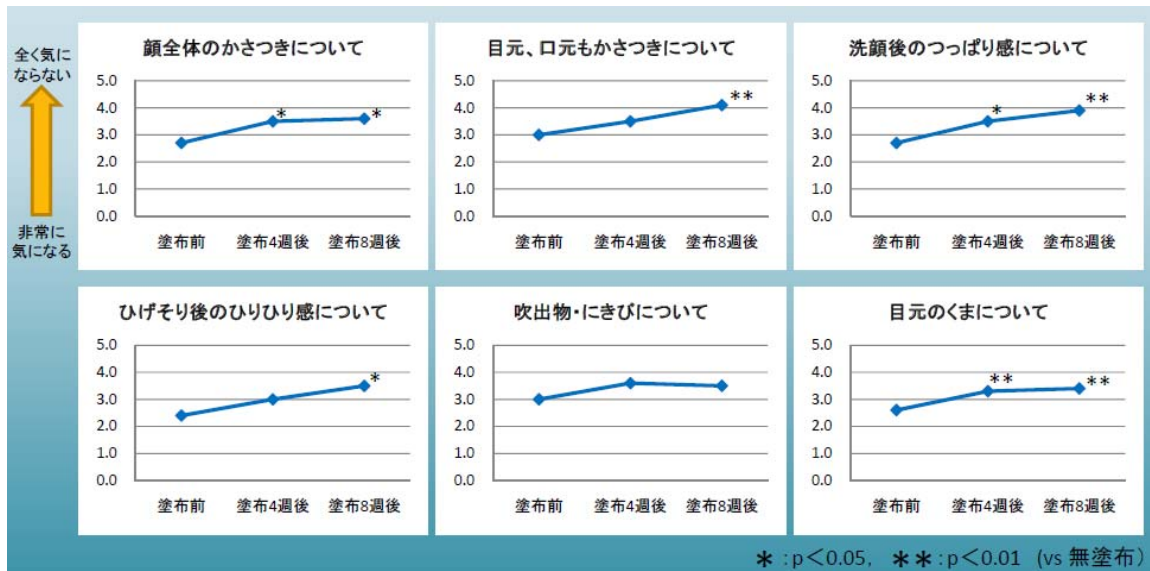 全く気に
ならない
非常に
気になる
顔全体のかさつきについて
5.0
4.0
3.0
2.0
1.0
0.0
*
*
塗布前 塗布4週後 塗布8週後
目元、口元もかさつきについて
5.0
4.0
3.0
2.0
1.0
0.0
**
塗布前 塗布4週後 塗布8週後
洗顔後のつっぱり感について
5.0
4.0
3.0
2.0
1.0
0.0
*
**
塗布前 塗布4週後 塗布8週後
ひげそり後のひりひり感について
5.0
4.0
3.0
2.0
1.0
0.0
*
塗布前 塗布4週後 塗布8週後
吹出物・にきびについて
5.0
4.0
3.0
2.0
1.0
0.0
塗布前 塗布4週後 塗布8週後
目元のくまについて
5.0
4.0
3.0
2.0
1.0
0.0
**
**
塗布前 塗布4週後 塗布8週後
*:p<0.05, **:p<0.01 (vs 無塗布)